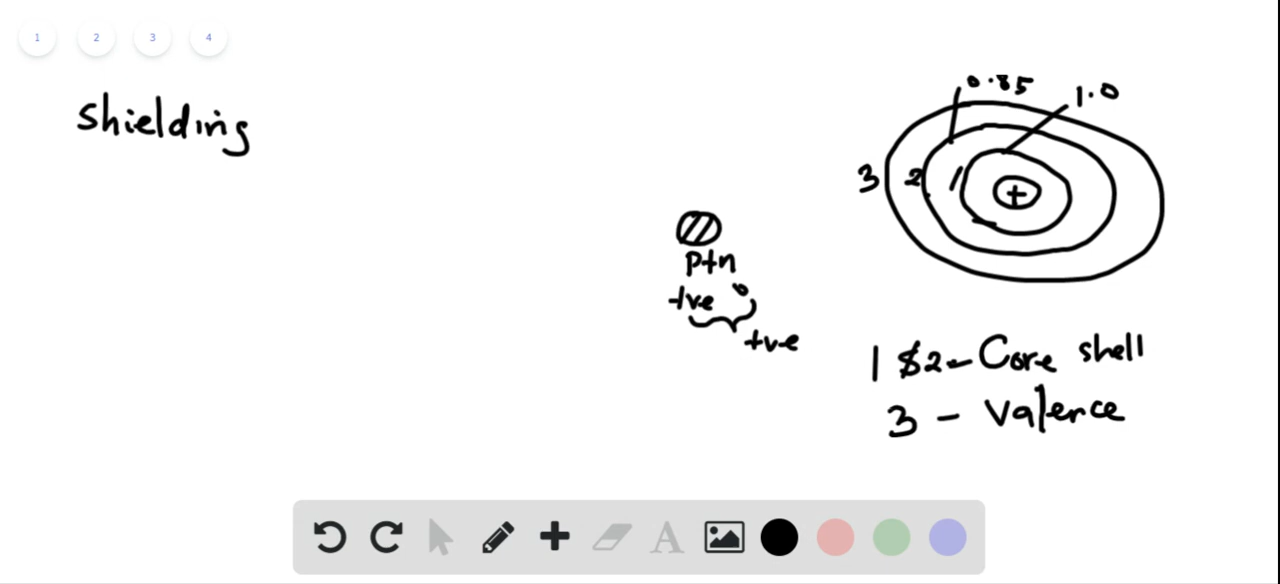 1 2 3 4
Shielding
0.85
1.0
3 2 1 +
ptn
+ve 0
+ve
1 $2 - Core shell
3 - Valence
A